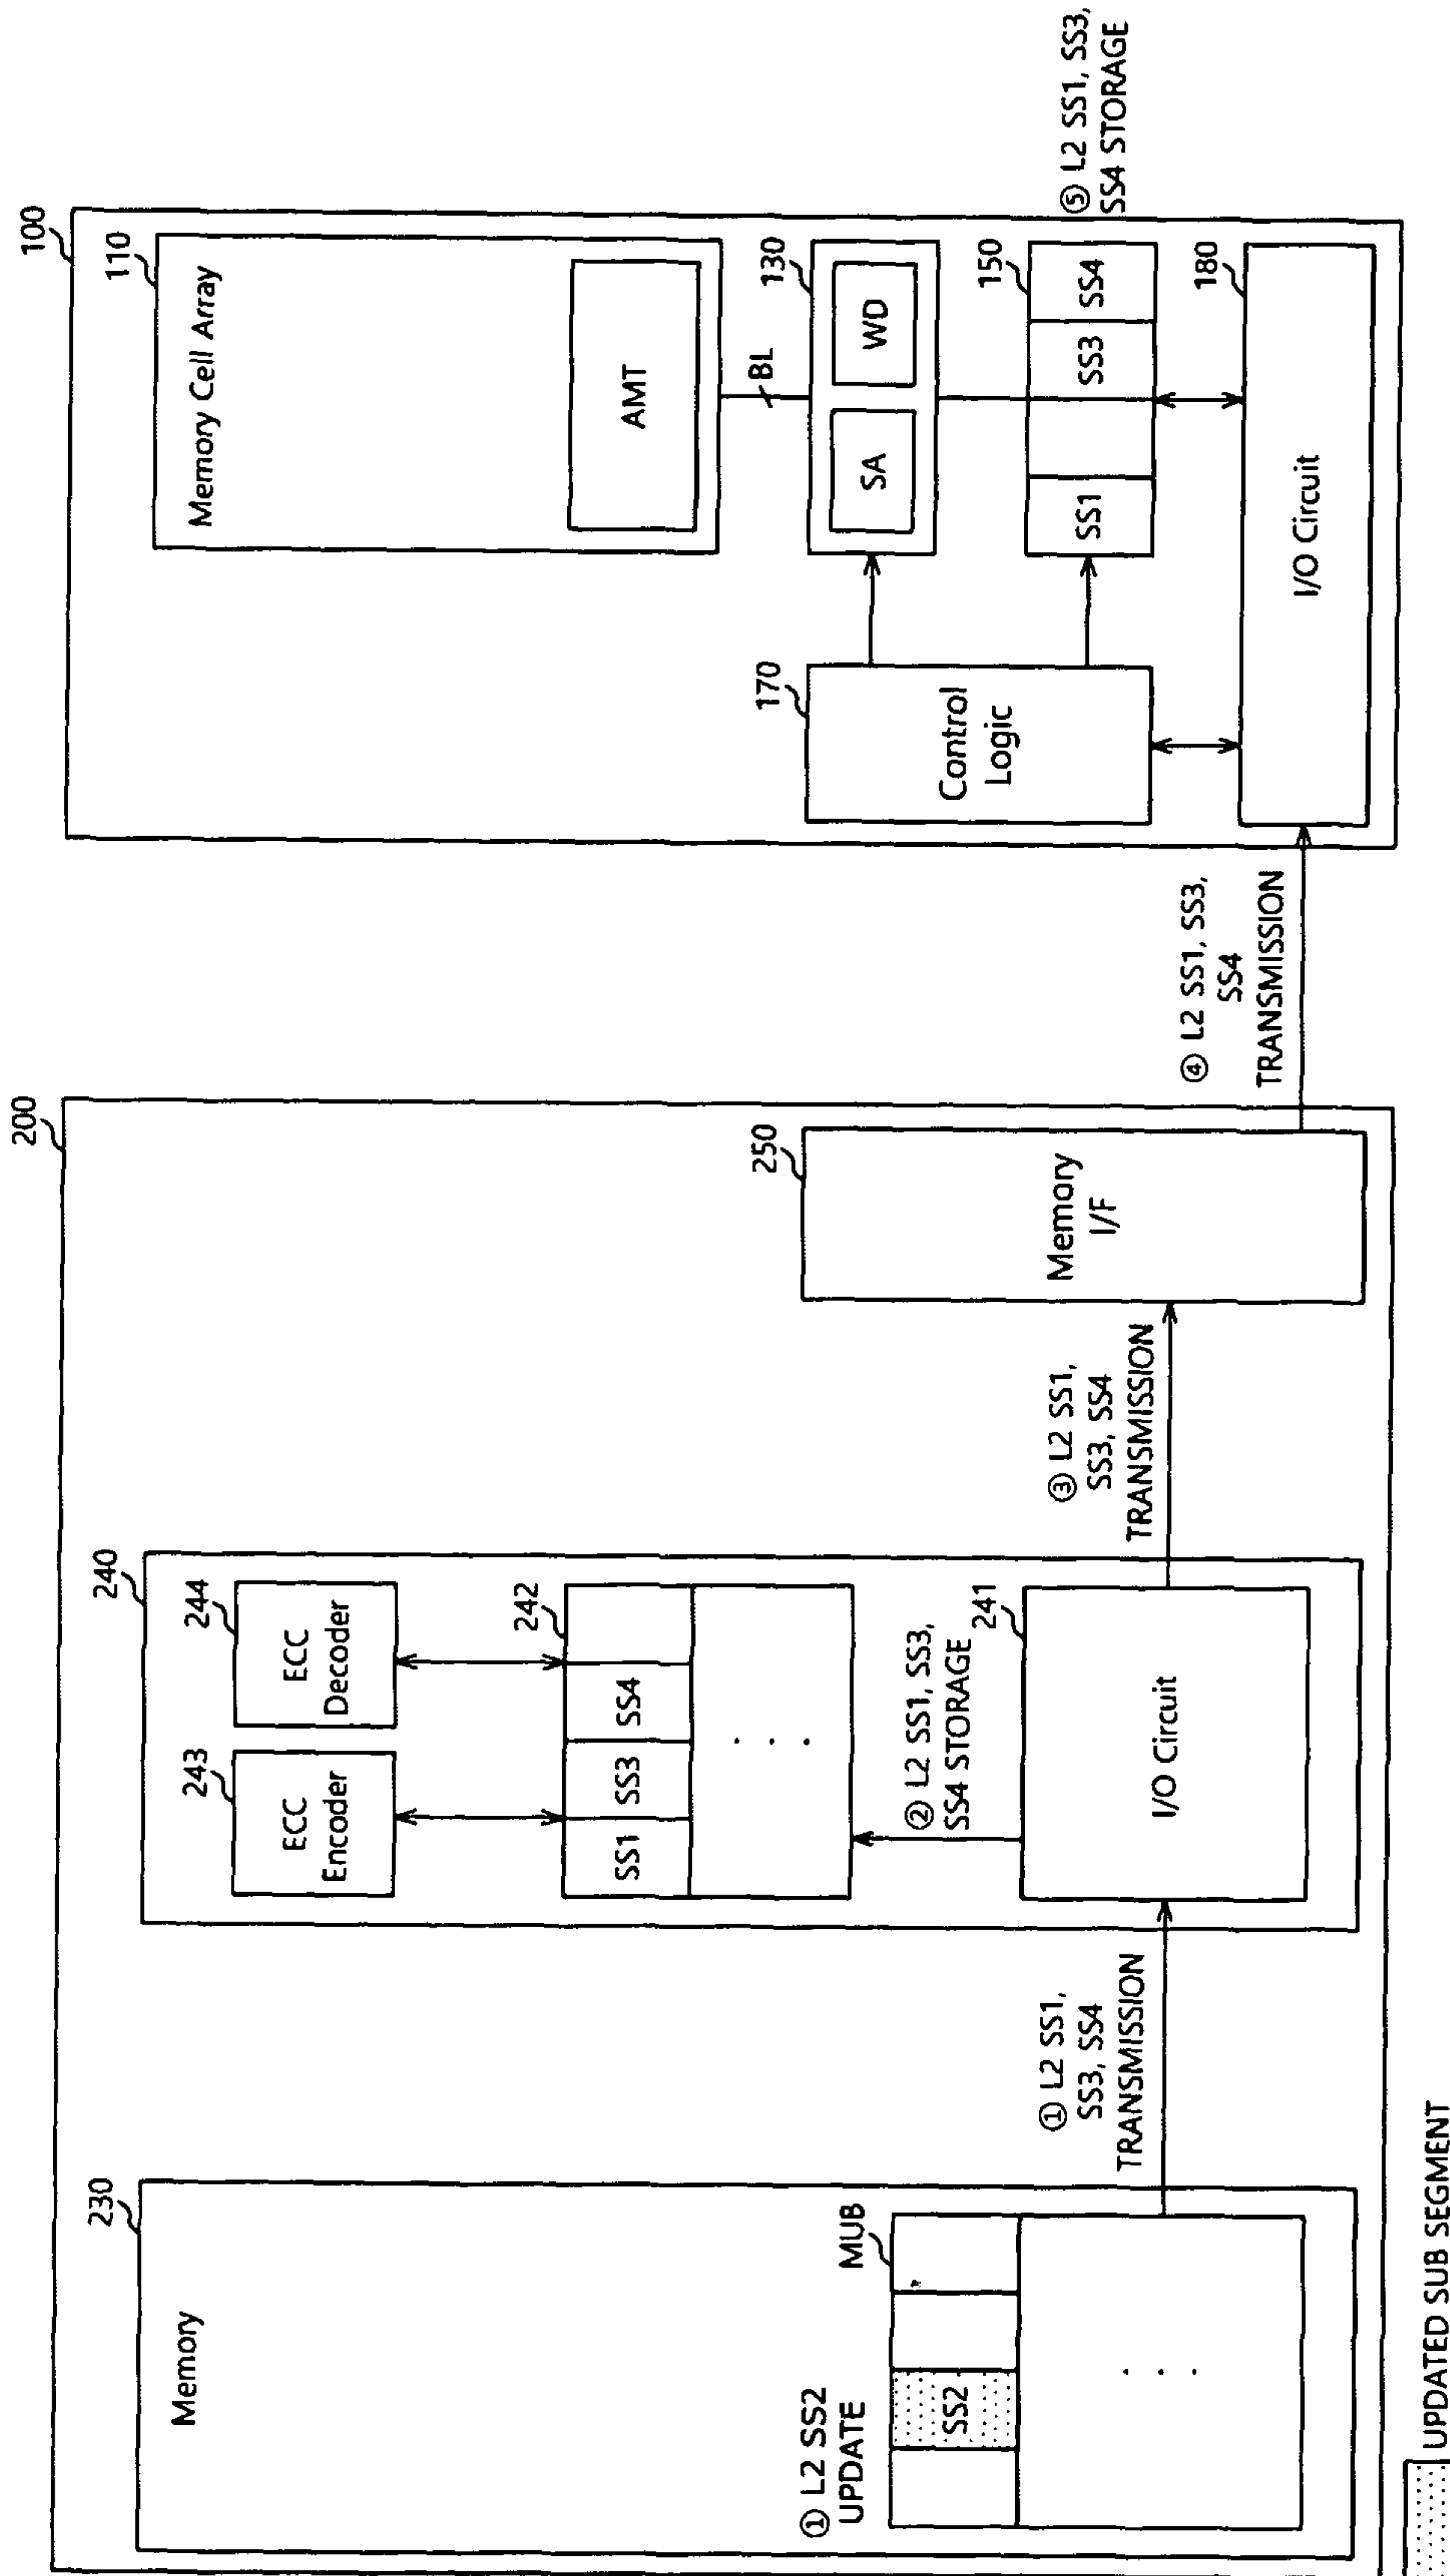 200
230
Memory
① L2 SS2
UPDATE
MUB
SS2
① L2 SS1,
SS3, SS4
TRANSMISSION
240
243
ECC
Encoder
244
ECC
Decoder
242
SS1
SS3
SS4
② L2 SS1, SS3,
SS4 STORAGE
241
I/O Circuit
③ L2 SS1,
SS3, SS4
TRANSMISSION
250
Memory
I/F
④ L2 SS1, SS3,
SS4
TRANSMISSION
100
110
Memory Cell Array
AMT
BL
130
SA
WD
170
Control
Logic
150
SS1
SS3
SS4
⑤ L2 SS1, SS3,
SS4 STORAGE
180
I/O Circuit
UPDATED SUB SEGMENT